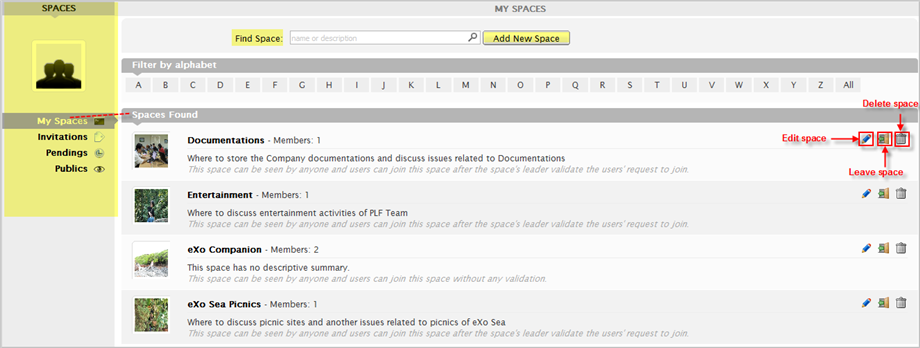 SPACES
MY SPACES
Find Space:
name or description
Add New Space
Filter by alphabet
A B C D E F G H I J K L M N O P Q R S T U V W X Y Z All
My Spaces
Invitations
Pendings
Publics
Spaces Found
Delete space
Documentations - Members: 1
Edit space
Where to store the Company documentations and discuss issues related to Documentations
This space can be seen by anyone and users can join this space after the space's leader validate the users' request to join.
Leave space
Entertainment - Members: 1
Where to discuss entertainment activities of PLF Team
This space can be seen by anyone and users can join this space after the space's leader validate the users' request to join.
eXo Companion - Members: 2
This space has no descriptive summary.
This space can be seen by anyone and users can join this space without any validation.
eXo Sea Picnics - Members: 1
Where to discuss picnic sites and another issues related to picnics of eXo Sea
This space can be seen by anyone and users can join this space after the space's leader validate the users' request to join.